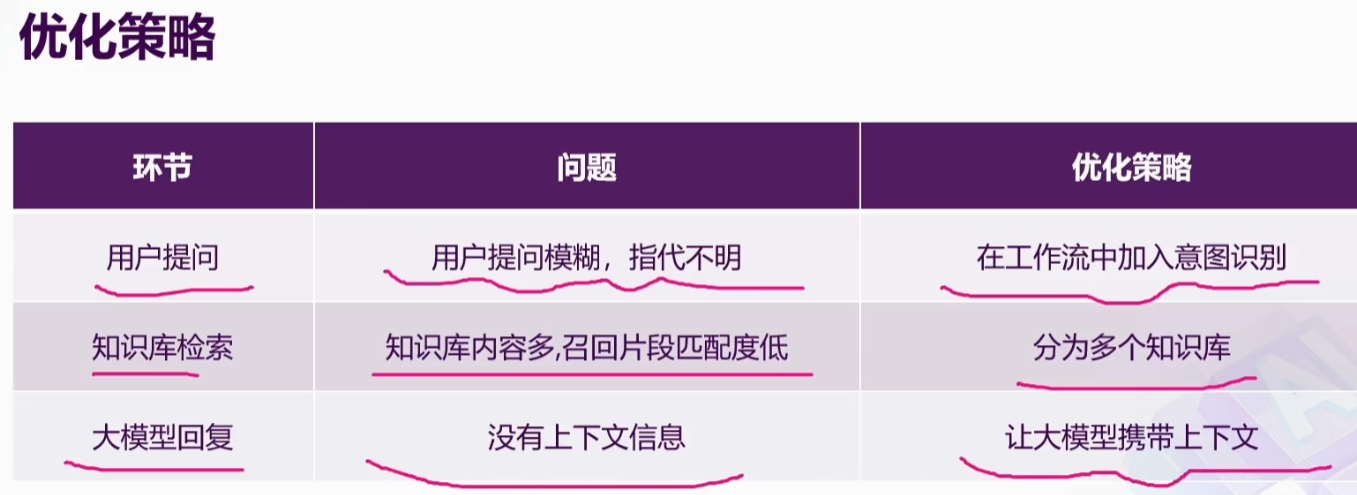 优化策略
环节 问题 优化策略
用户提问 用户提问模糊，指代不明 在工作流中加入意图识别
知识库检索 知识库内容多,召回片段匹配度低 分为多个知识库
大模型回复 没有上下文信息 让大模型携带上下文
AI